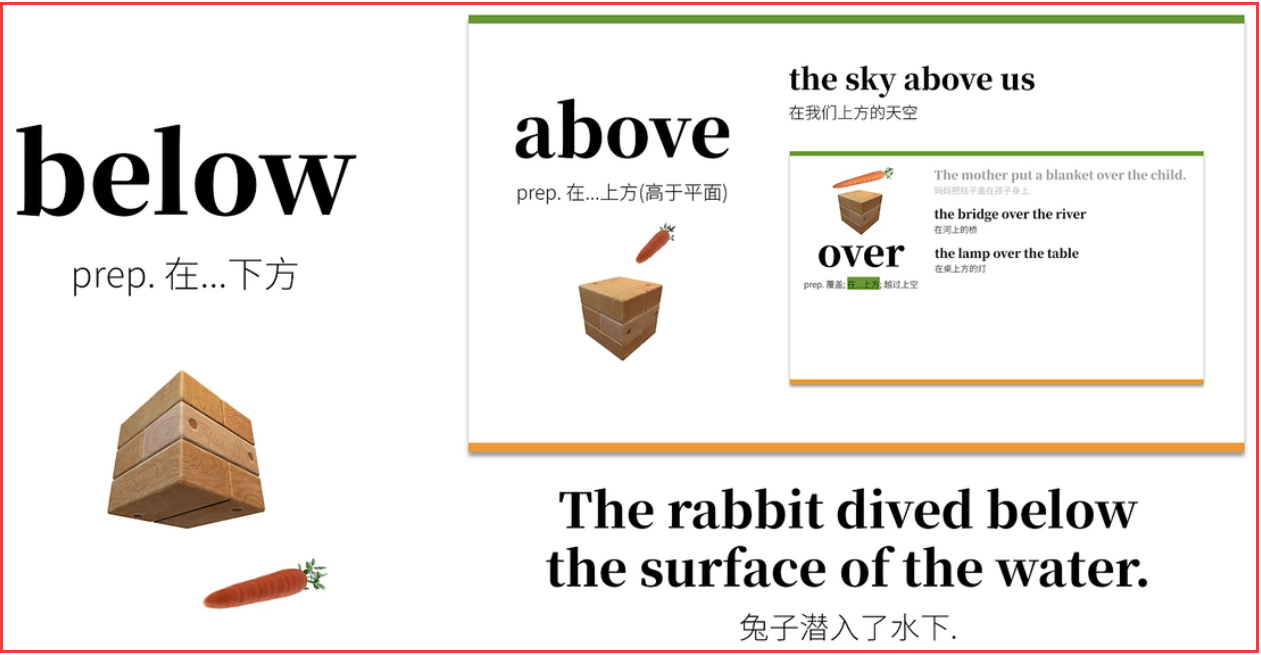 below
prep. 在...下方
above
prep. 在...上方(高于平面)
the sky above us
在我们上方的天空
over
prep. 覆盖; 在...上方; 越过上空
The mother put a blanket over the child.
妈妈把毯子盖在孩子身上.
the bridge over the river
在河上的桥
the lamp over the table
在桌上方的灯
The rabbit dived below
the surface of the water.
兔子潜入了水下.